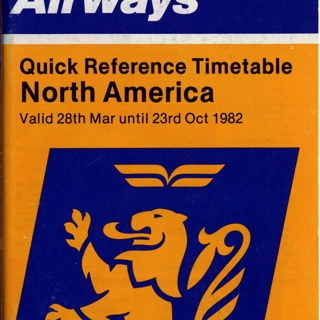 Airways
Quick Reference Timetable
North America
Valid 28th Mar until 23rd Oct 1982